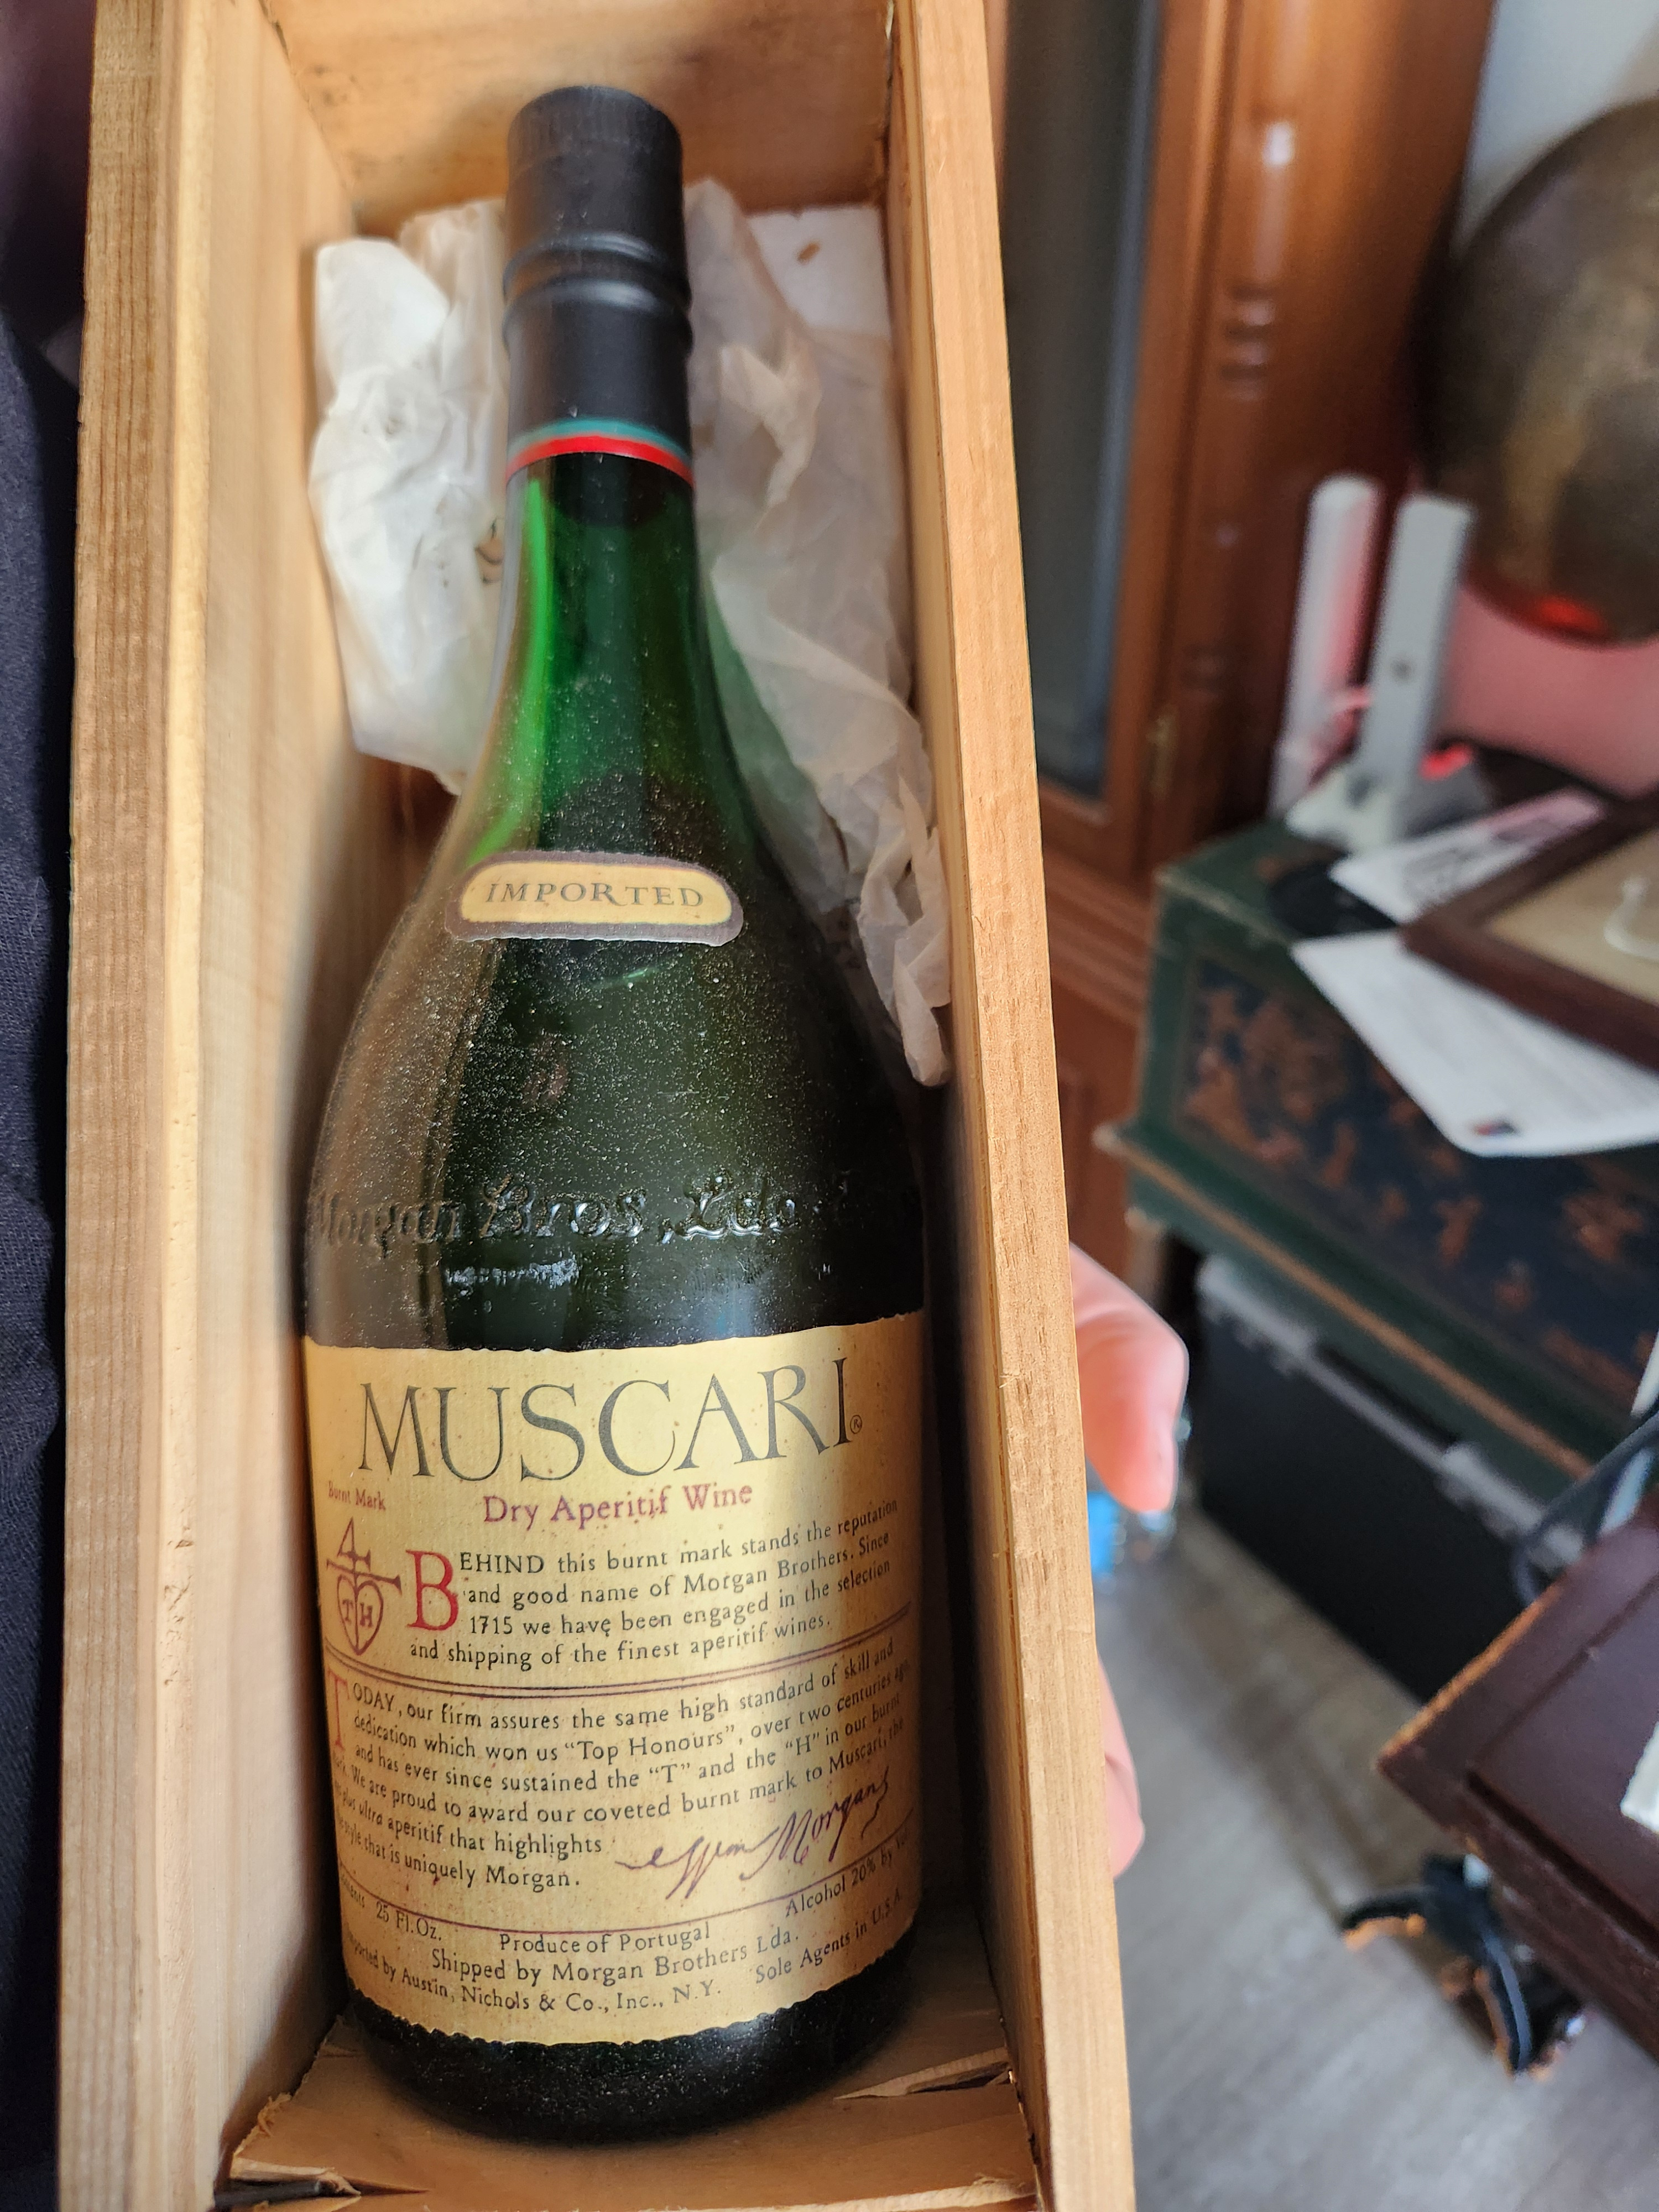 IMPORTED
Morgan Bros. Lda
MUSCARI®
Burnt Mark
Dry Aperitif Wine
4
T H
BEHIND this burnt mark stands the reputation
and good name of Morgan Brothers. Since
1715 we have been engaged in the selection
and shipping of the finest aperitif wines.
TODAY, our firm assures the same high standard of skill and
dedication which won us "Top Honours", over two centuries ago,
and has ever since sustained the "T" and the "H" in our burnt
We are proud to award our coveted burnt mark to Muscari, the
plus ultra aperitif that highlights
style that is uniquely Morgan.
Morgans
25 Fl. Oz.
Produce of Portugal
Alcohol 20% by
Shipped by Morgan Brothers Lda.
by Austin, Nichols & Co., Inc., N.Y. Sole Agents in U.S.A.